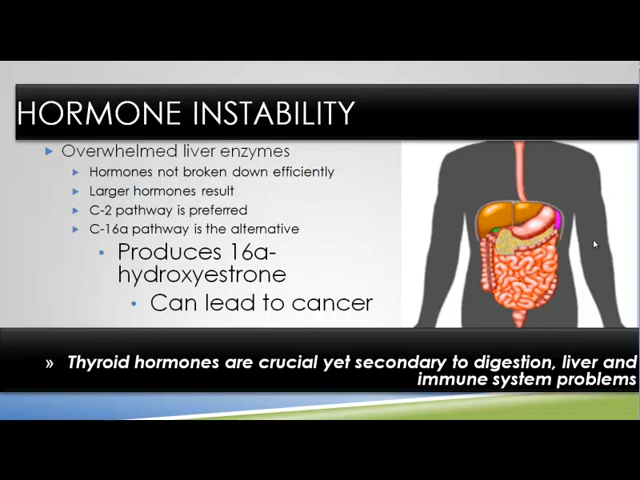 HORMONE INSTABILITY
Overwhelmed liver enzymes
Hormones not broken down efficiently
Larger hormones result
C-2 pathway is preferred
C-16a pathway is the alternative
Produces 16a-
hydroxyestrone
Can lead to cancer
» Thyroid hormones are crucial yet secondary to digestion, liver and
immune system problems